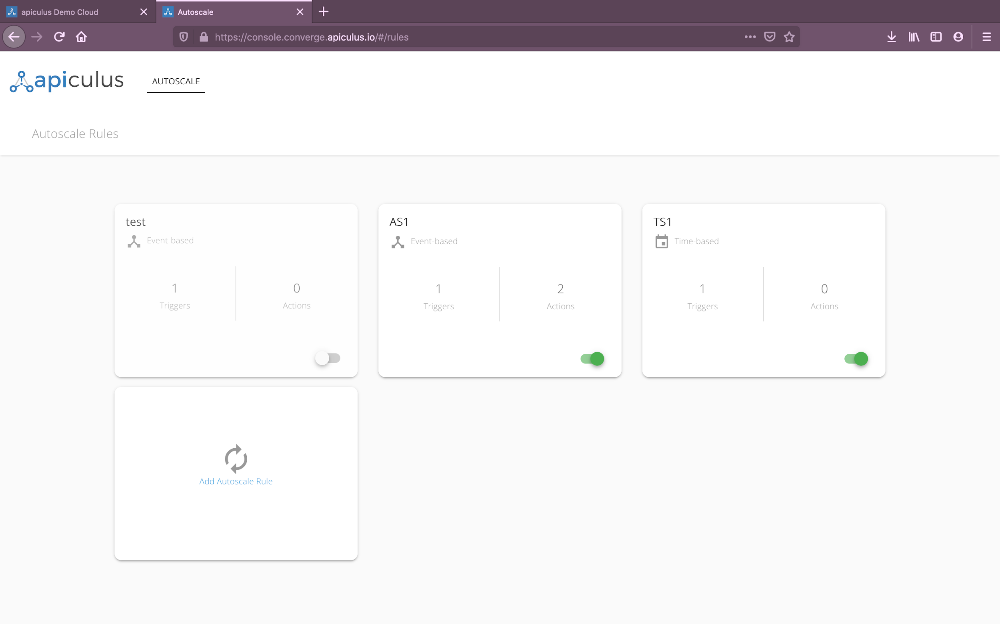 apiculus Demo Cloud
Autoscale
https://console.converge.apiculus.io/#/rules
apiculus
AUTOSCALE
Autoscale Rules
test
Event-based
1
Triggers
0
Actions
AS1
Event-based
1
Triggers
2
Actions
TS1
Time-based
1
Triggers
0
Actions
Add Autoscale Rule